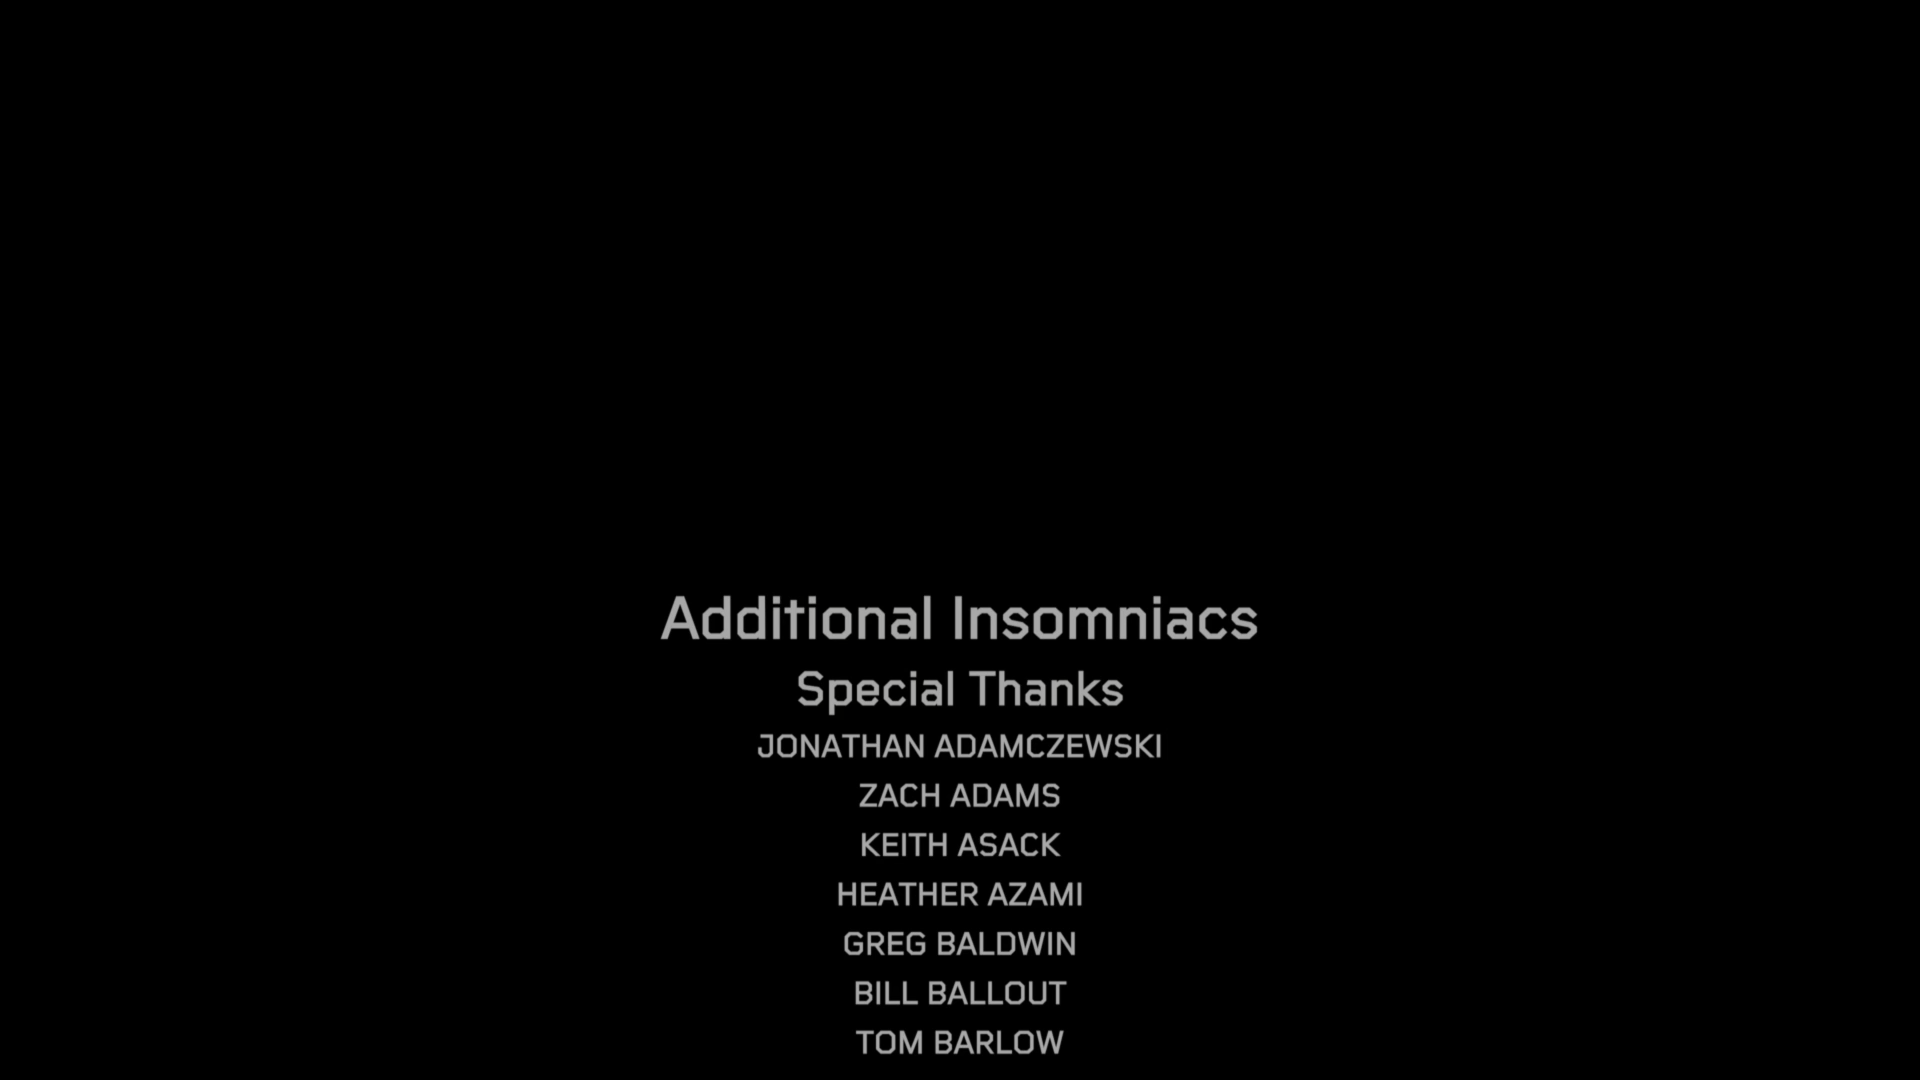 Additional Insomniacs
Special Thanks
JONATHAN ADAMCZEWSKI
ZACH ADAMS
KEITH ASACK
HEATHER AZAMI
GREG BALDWIN
BILL BALLOUT
TOM BARLOW